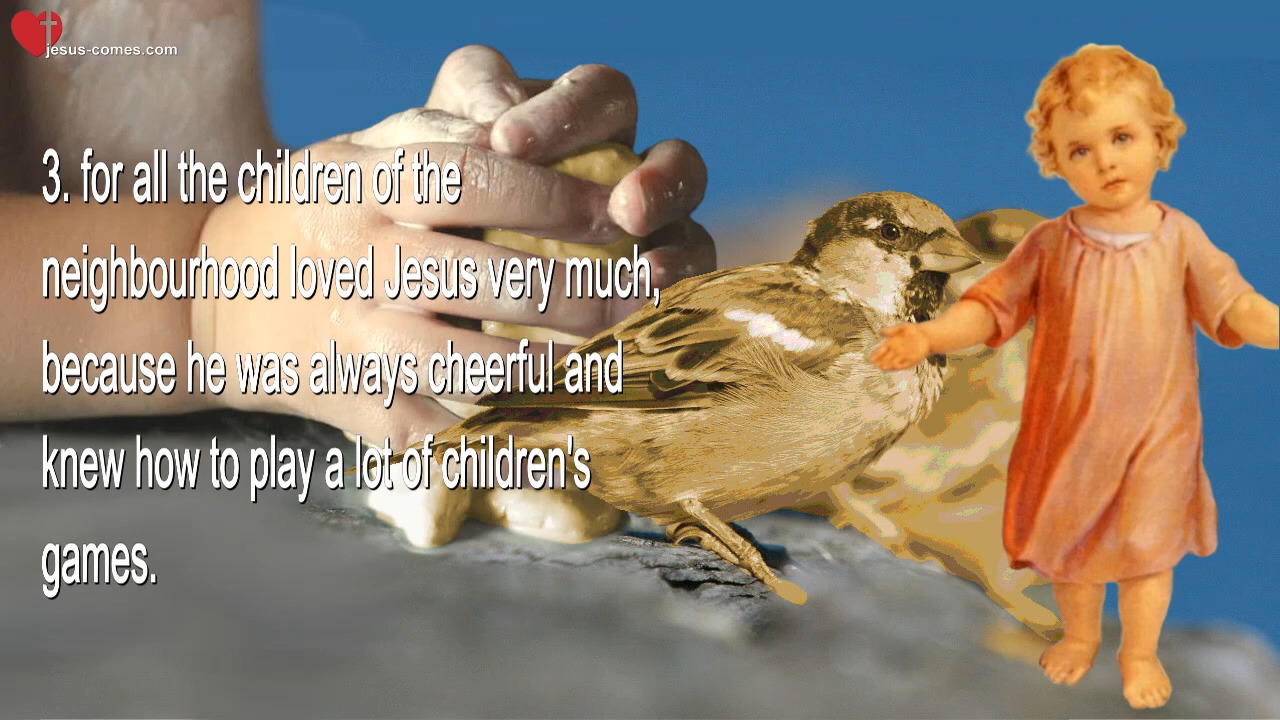 jesus-comes.com
3. for all the children of the
neighbourhood loved Jesus very much,
because he was always cheerful and
knew how to play a lot of children's
games.